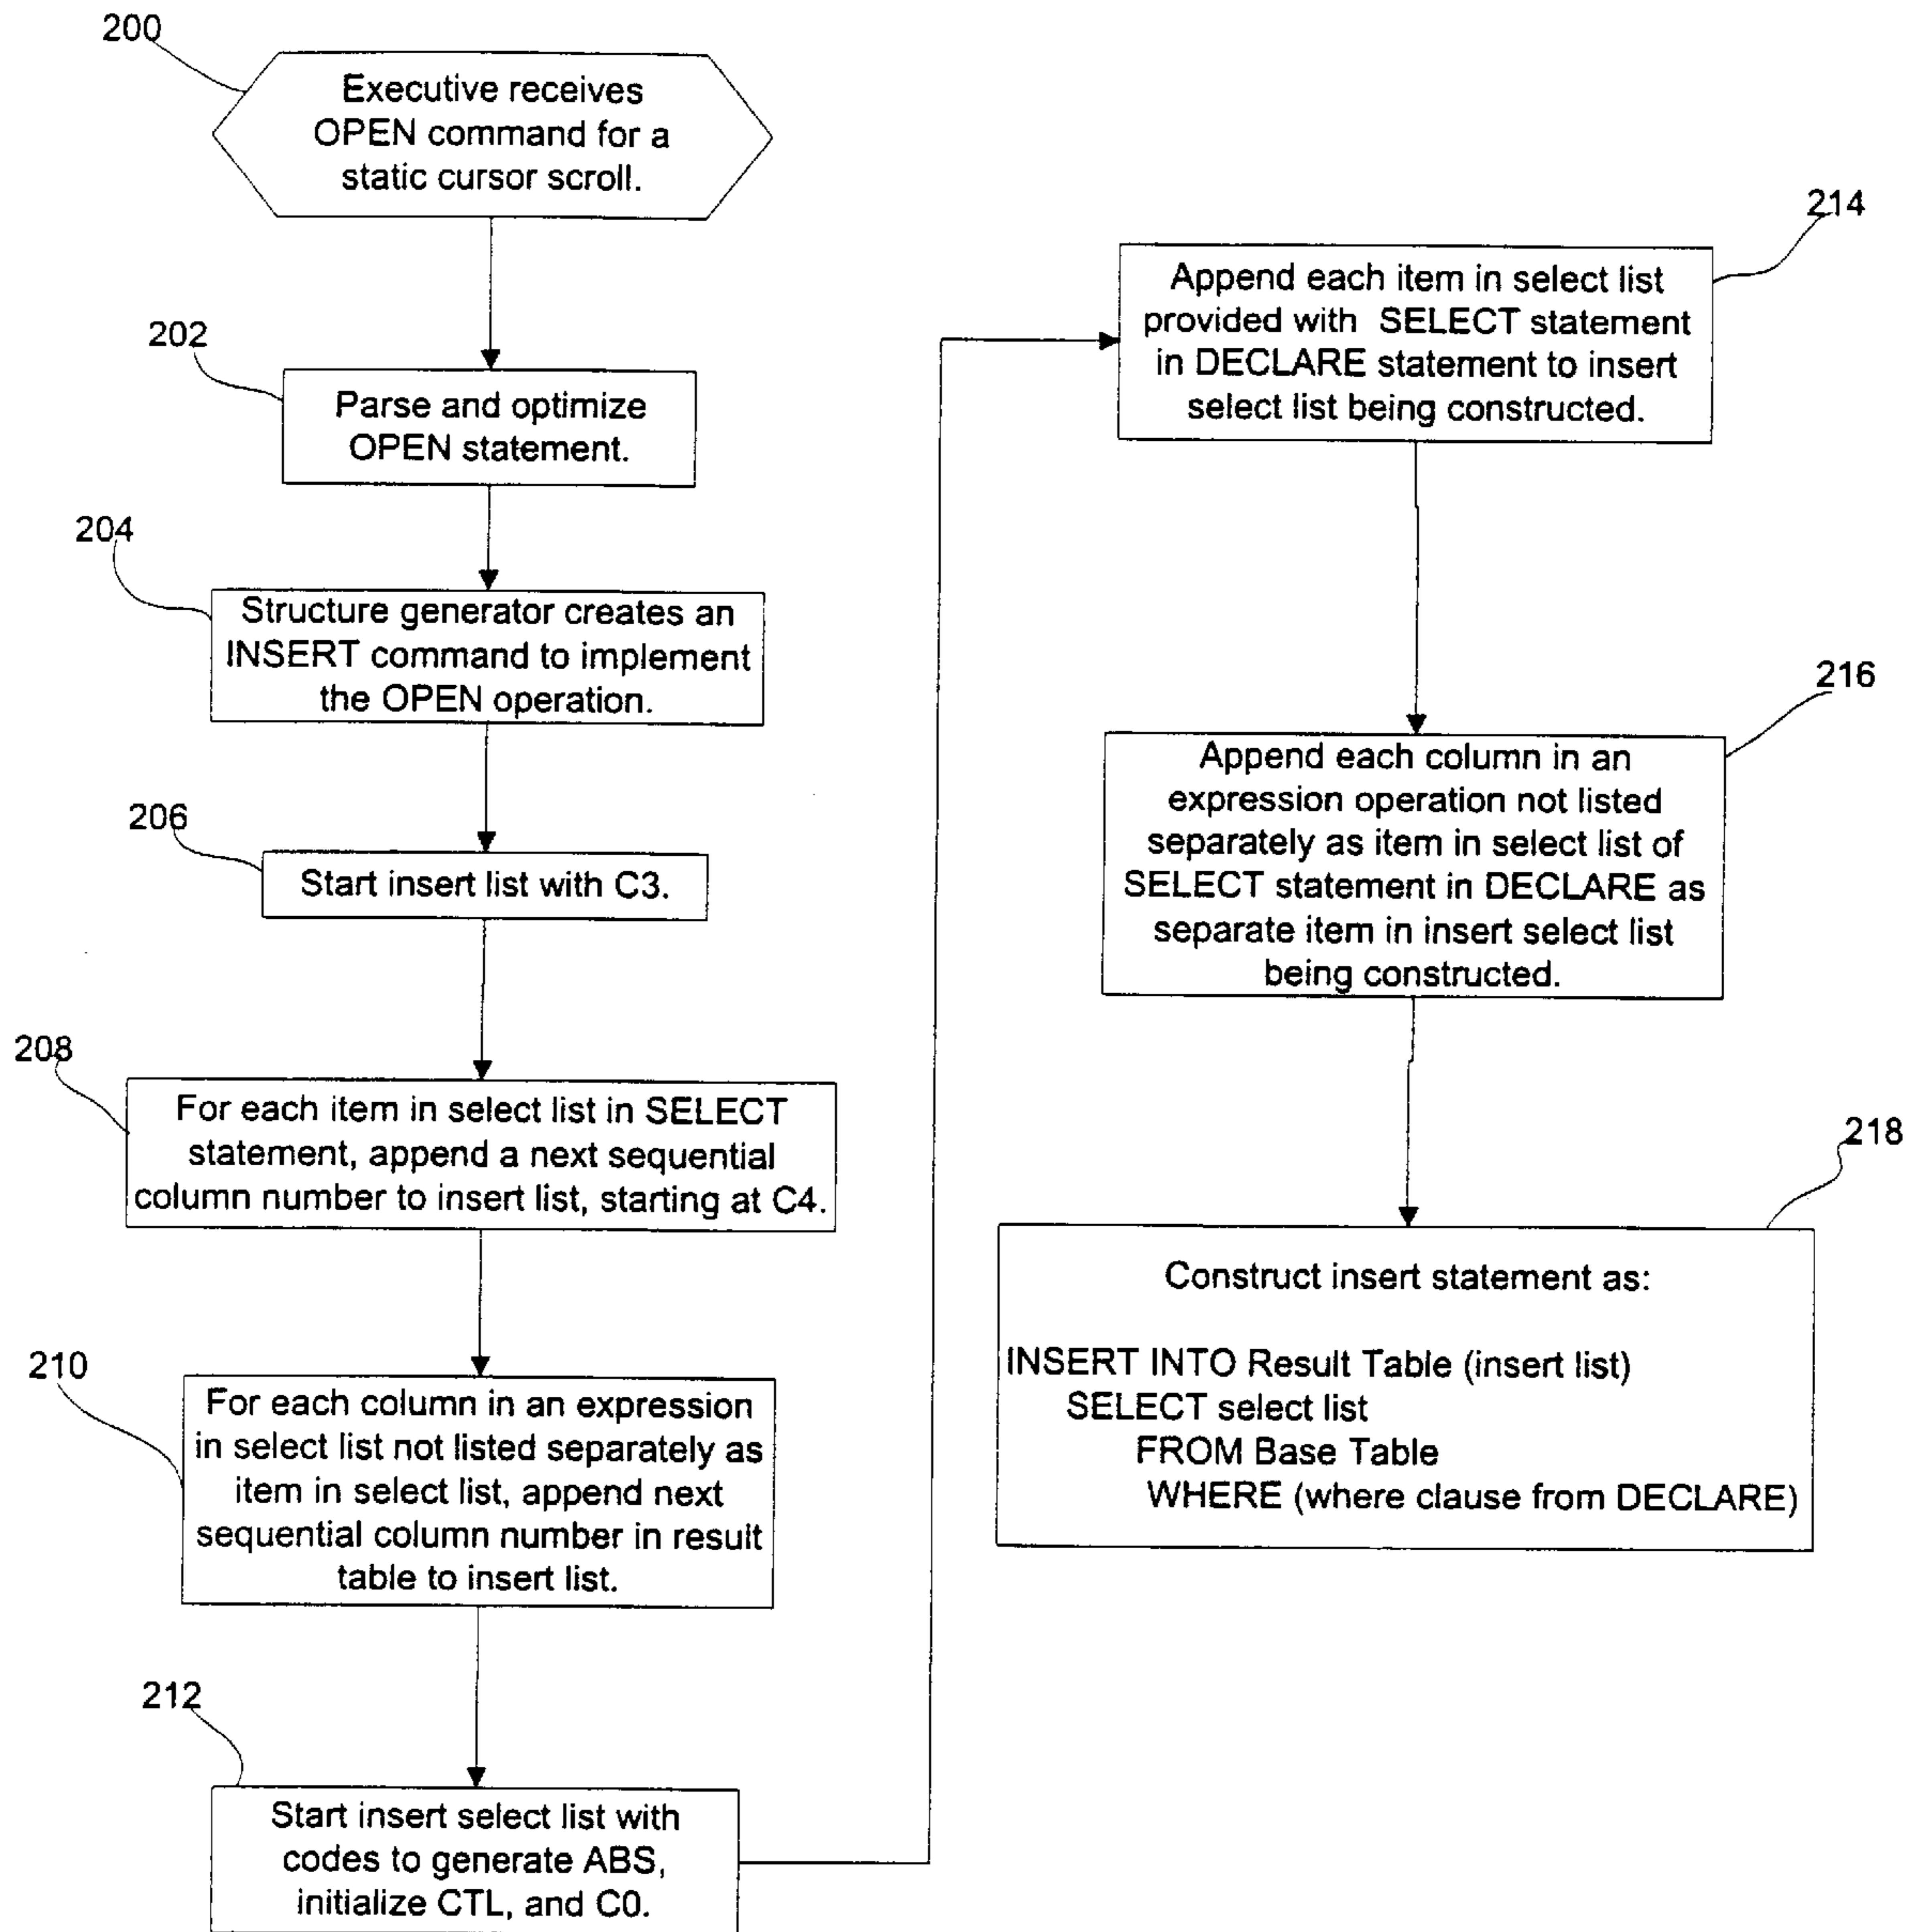 200
Executive receives
OPEN command for a
static cursor scroll.
202
Parse and optimize
OPEN statement.
204
Structure generator creates an
INSERT command to implement
the OPEN operation.
206
Start insert list with C3.
208
For each item in select list in SELECT
statement, append a next sequential
column number to insert list, starting at C4.
210
For each column in an expression
in select list not listed separately as
item in select list, append next
sequential column number in result
table to insert list.
212
Start insert select list with
codes to generate ABS,
initialize CTL, and C0.
214
Append each item in select list
provided with SELECT statement
in DECLARE statement to insert
select list being constructed.
216
Append each column in an
expression operation not listed
separately as item in select list of
SELECT statement in DECLARE as
separate item in insert select list
being constructed.
218
Construct insert statement as:
INSERT INTO Result Table (insert list)
SELECT select list
FROM Base Table
WHERE (where clause from DECLARE)